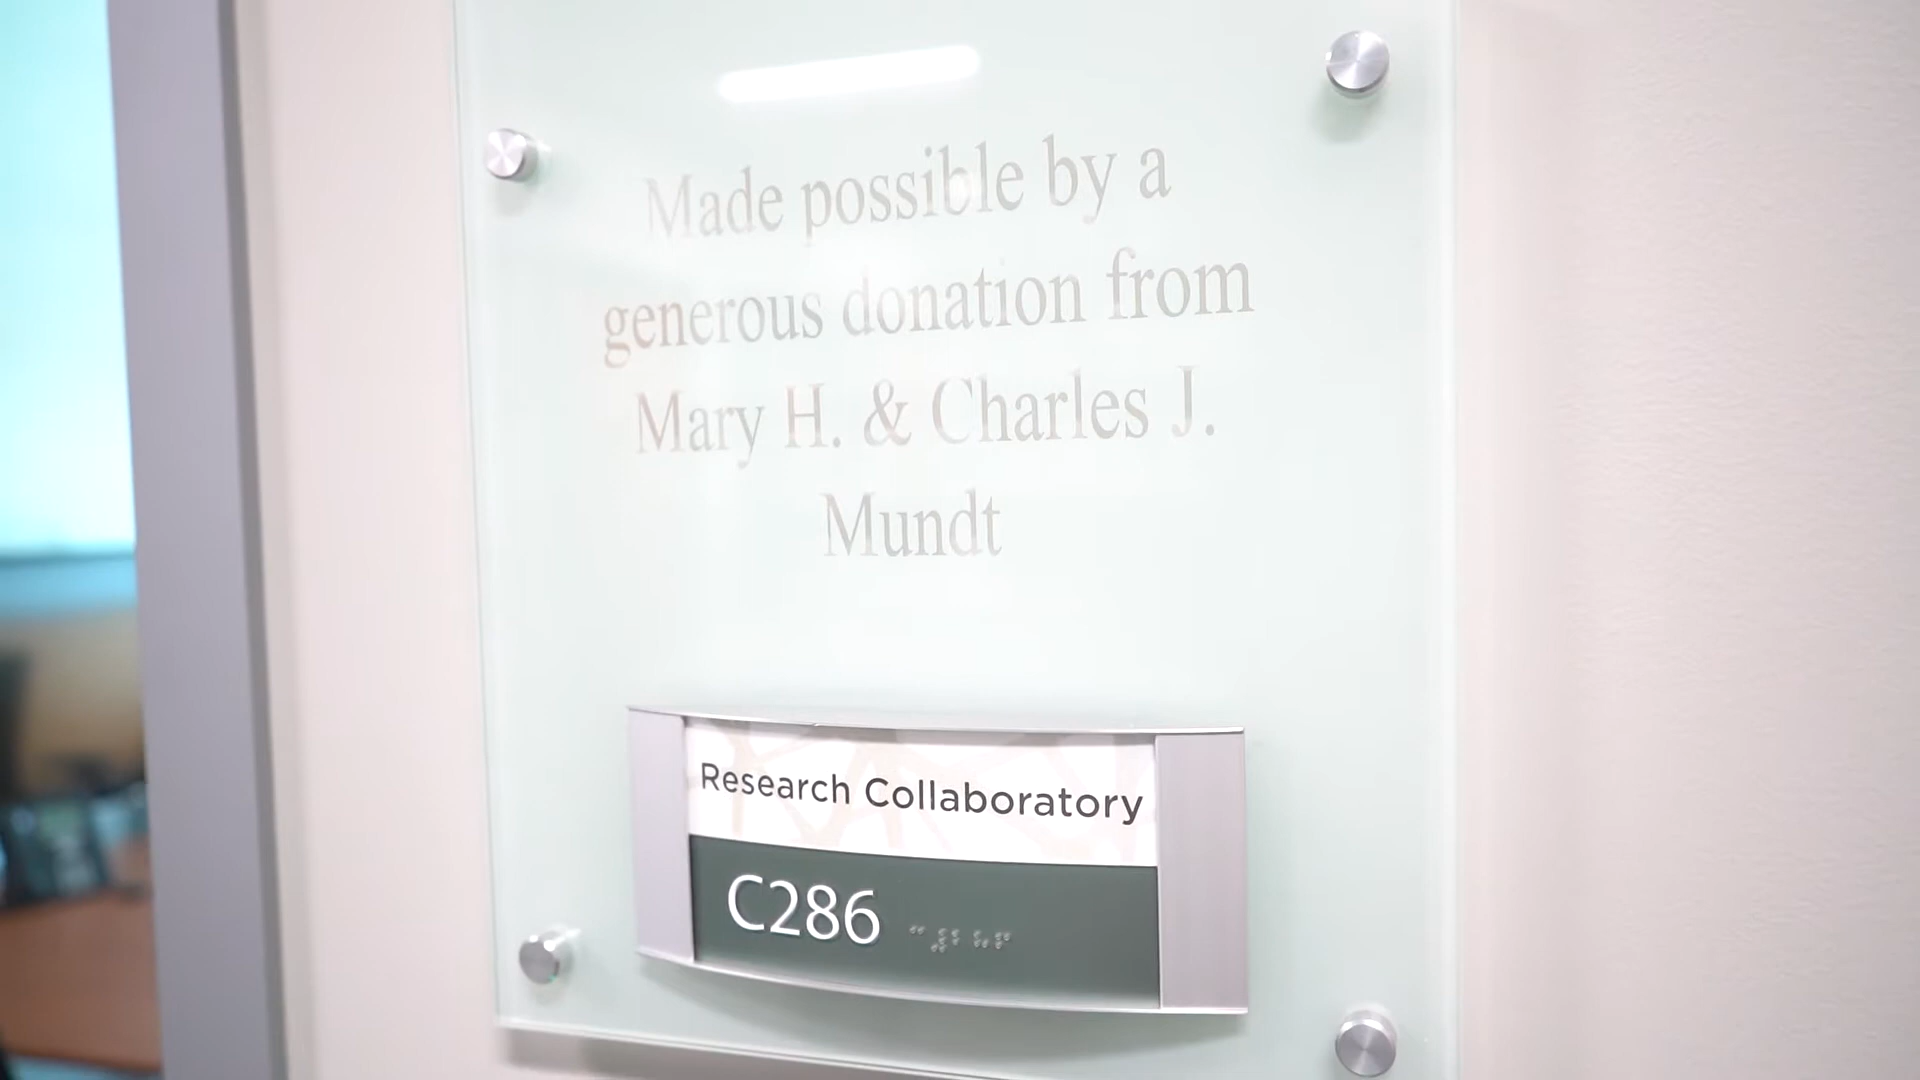 Made possible by a
generous donation from
Mary H. & Charles J.
Mundt
Research Collaboratory
C286